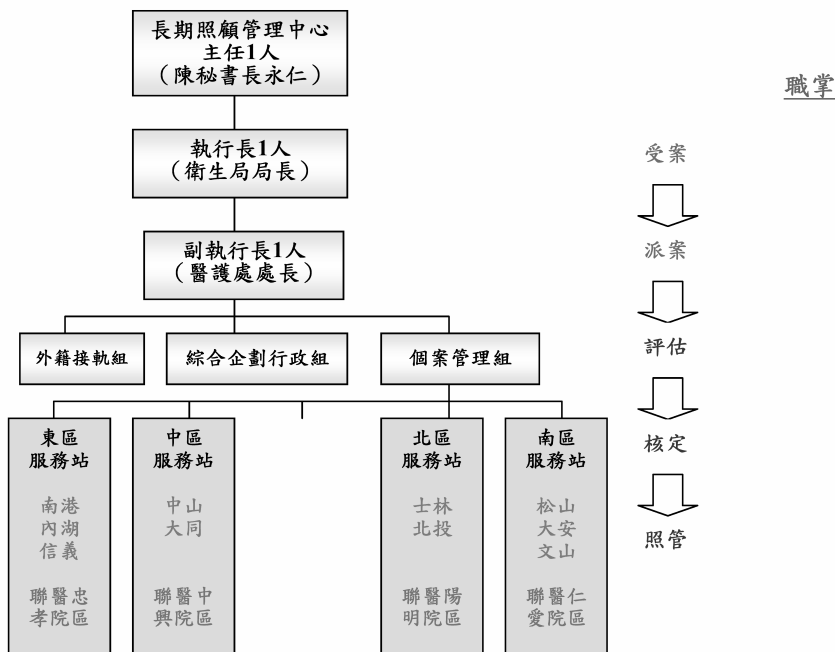 長期照顧管理中心
主任1人
（陳秘書長永仁）
職掌
執行長1人
（衛生局局長）
副執行長1人
（醫護處處長）
外籍接軌組
綜合企劃行政組
個案管理組
東區
服務站
南港
內湖
信義
聯醫忠
孝院區
中區
服務站
中山
大同
聯醫中
興院區
北區
服務站
士林
北投
聯醫陽
明院區
南區
服務站
松山
大安
文山
聯醫仁
愛院區
受案
派案
評估
核定
照管